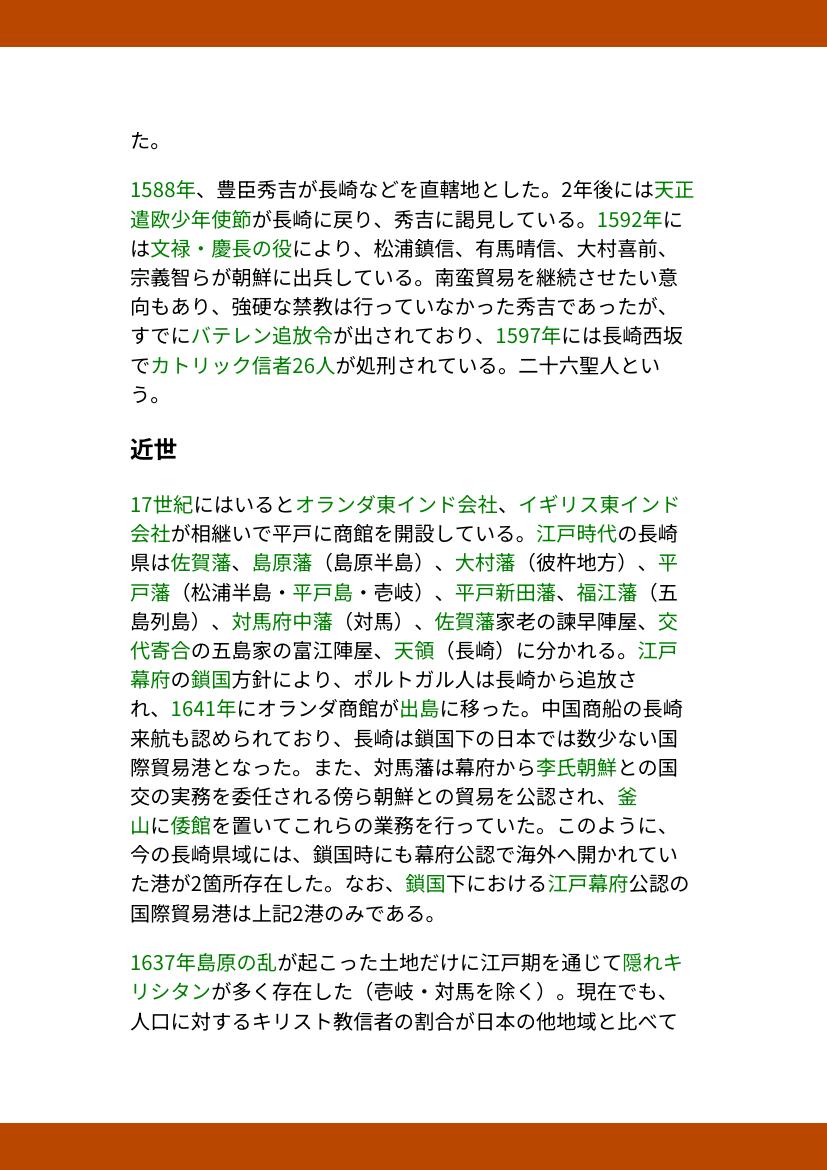 た。
1588年、豊臣秀吉が長崎などを直轄地とした。2年後には天正
遣欧少年使節が長崎に戻り、秀吉に謁見している。1592年に
は文禄・慶長の役により、松浦鎮信、有馬晴信、大村喜前、
宗義智らが朝鮮に出兵している。南蛮貿易を継続させたい意
向もあり、強硬な禁教は行っていなかった秀吉であったが、
すでにバテレン追放令が出されており、1597年には長崎西坂
でカトリック信者26人が処刑されている。二十六聖人とい
う。
近世
17世紀にはいるとオランダ東インド会社、イギリス東インド
会社が相継いで平戸に商館を開設している。江戸時代の長崎
県は佐賀藩、島原藩（島原半島）、大村藩（彼杵地方）、平
戸藩（松浦半島・平戸島・壱岐）、平戸新田藩、福江藩（五
島列島）、対馬府中藩（対馬）、佐賀藩家老の諫早陣屋、交
代寄合の五島家の富江陣屋、天領（長崎）に分かれる。江戸
幕府の鎖国方針により、ポルトガル人は長崎から追放さ
れ、1641年にオランダ商館が出島に移った。中国商船の長崎
来航も認められており、長崎は鎖国下の日本では数少ない国
際貿易港となった。また、対馬藩は幕府から李氏朝鮮との国
交の実務を委任される傍ら朝鮮との貿易を公認され、釜
山に倭館を置いてこれらの業務を行っていた。このように、
今の長崎県域には、鎖国時にも幕府公認で海外へ開かれてい
た港が2箇所存在した。なお、鎖国下における江戸幕府公認の
国際貿易港は上記2港のみである。
1637年島原の乱が起こった土地だけに江戸期を通じて隠れキ
リシタンが多く存在した（壱岐・対馬を除く）。現在でも、
人口に対するキリスト教信者の割合が日本の他地域と比べて